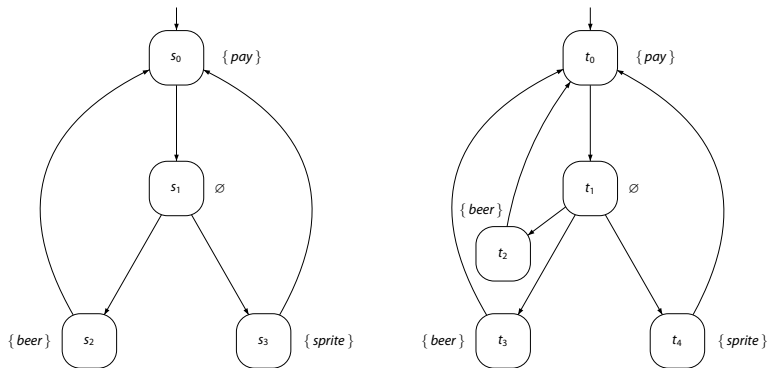 s0 { pay }
s1 ∅
{ beer } s2
s3 { sprite }
t0 { pay }
t1 ∅
{ beer }
t2
{ beer } t3
t4 { sprite }